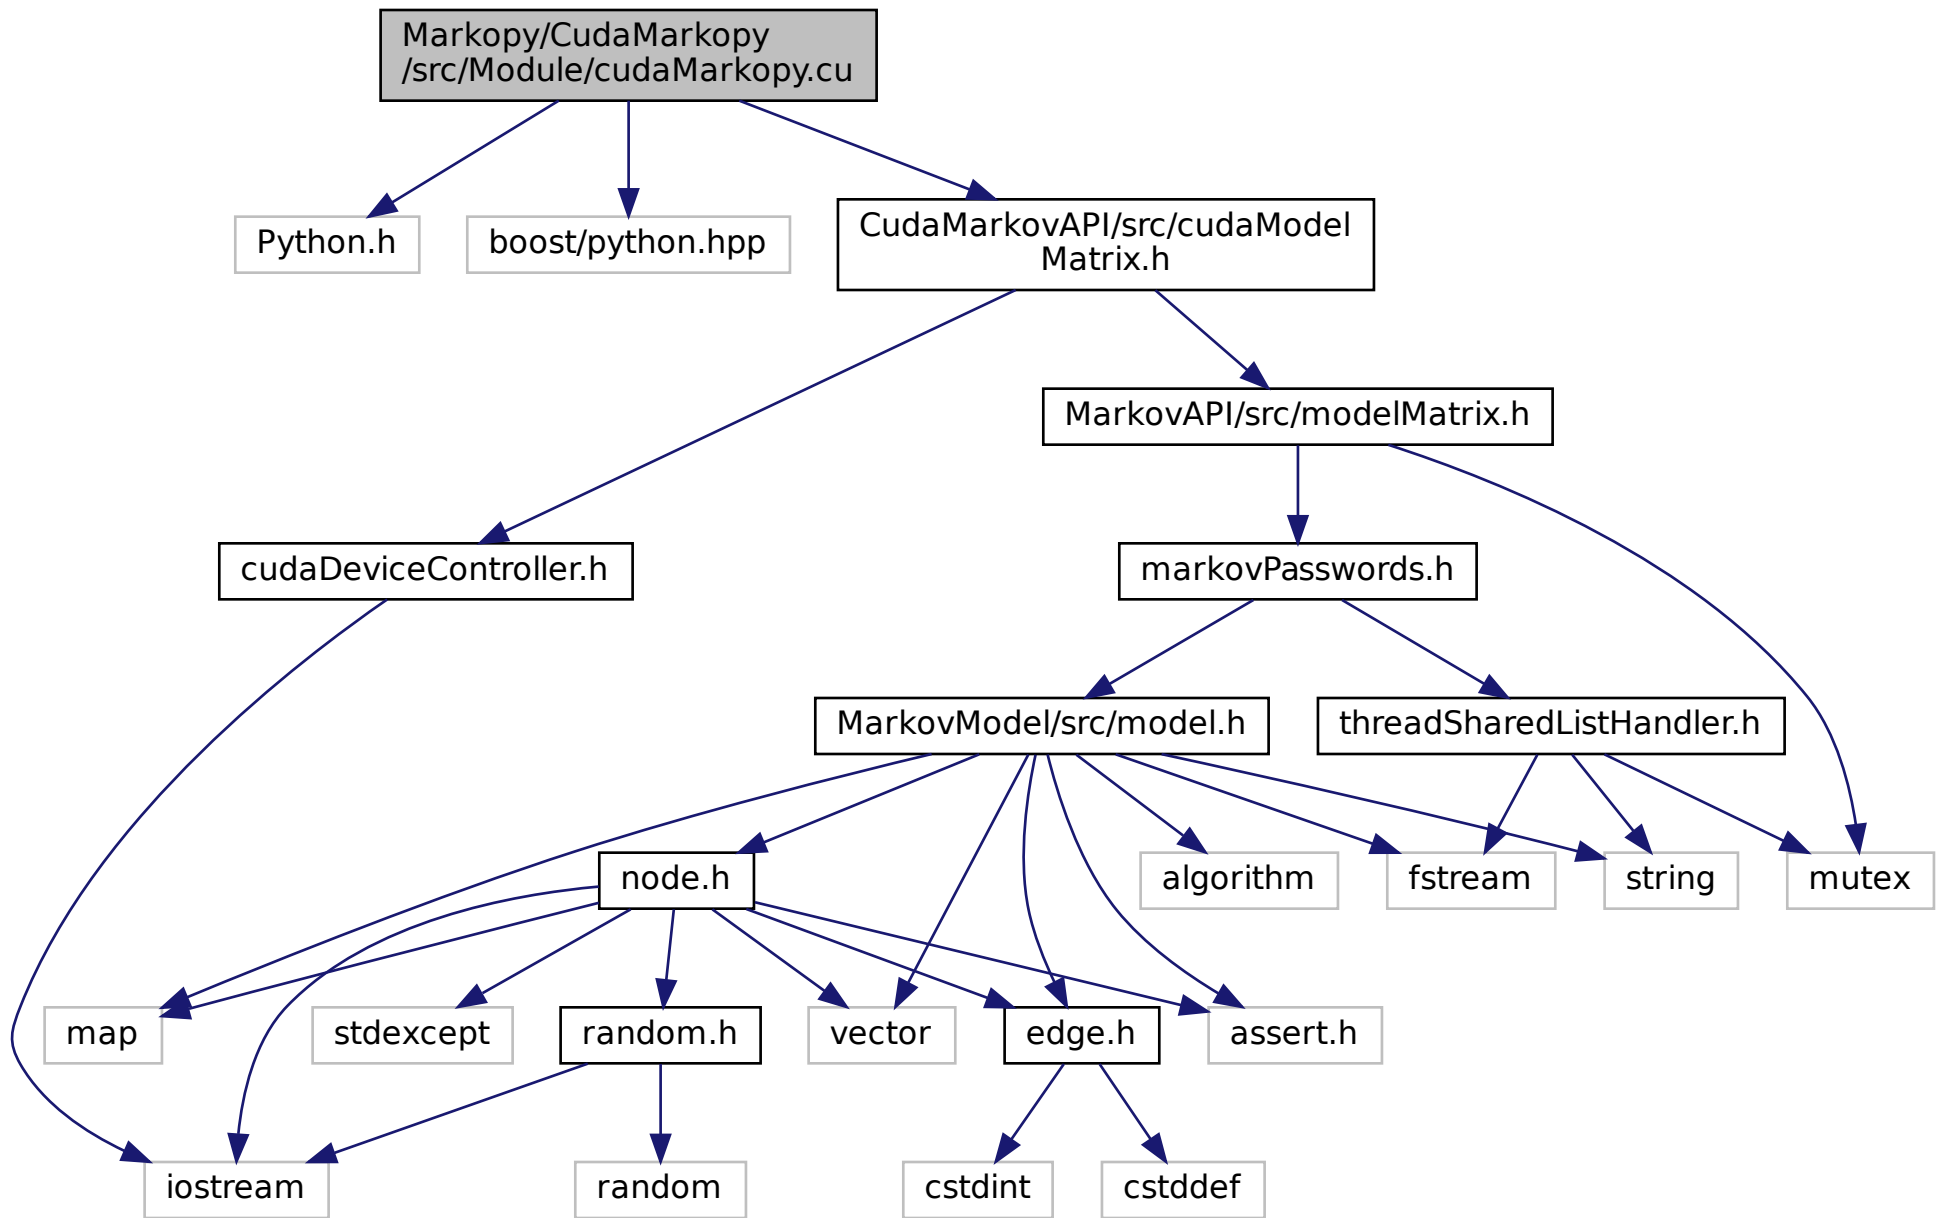 Markopy/CudaMarkopy
/src/Module/cudaMarkopy.cu
Python.h
boost/python.hpp
CudaMarkovAPI/src/cudaModel
Matrix.h
MarkovAPI/src/modelMatrix.h
cudaDeviceController.h
markovPasswords.h
MarkovModel/src/model.h
threadSharedListHandler.h
node.h
algorithm
fstream
string
mutex
map
stdexcept
random.h
vector
edge.h
assert.h
iostream
random
cstdint
cstddef